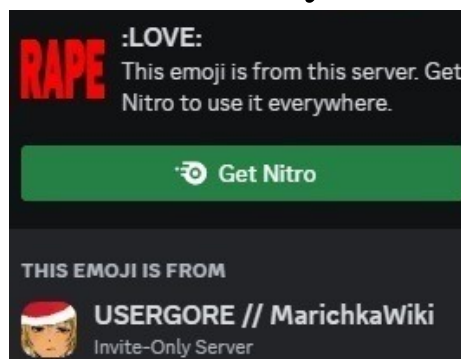 RAPE
:LOVE:
This emoji is from this server. Get
Nitro to use it everywhere.
Get Nitro
THIS EMOJI IS FROM
USERGORE // MarichkaWiki
Invite-Only Server